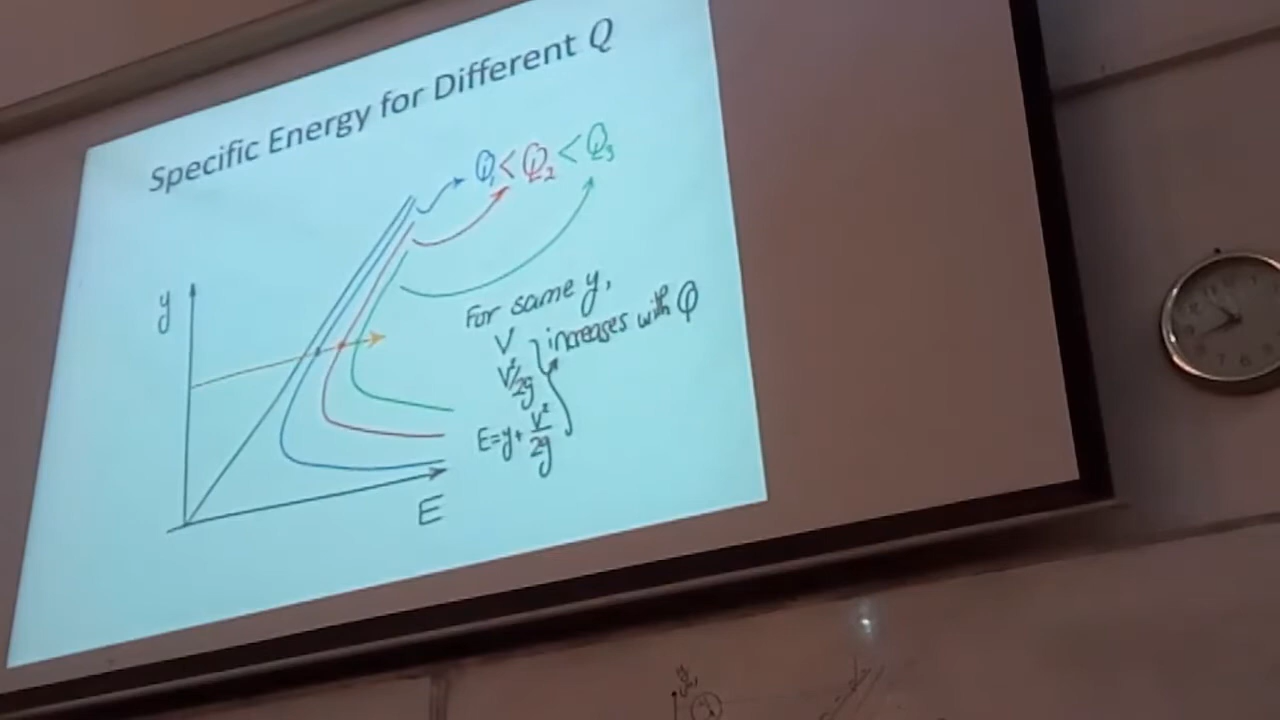 Specific Energy for Different Q
Q₁ < Q₂ < Q₃
y
For same y,
V
V²/2g } increases with Q
E=y+ V²/2g
E